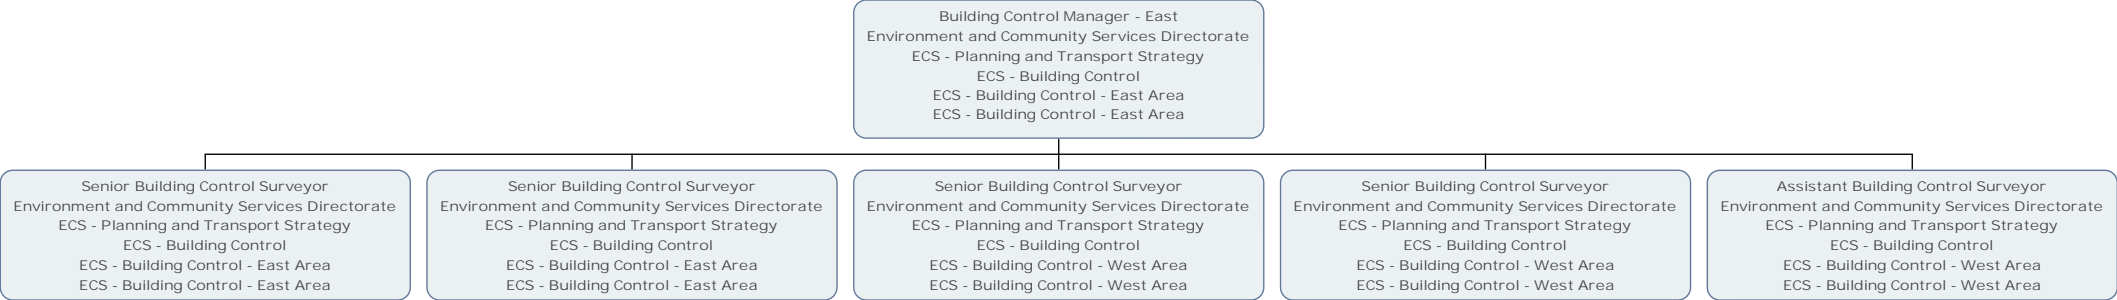 Building Control Manager - East
Environment and Community Services Directorate
ECS - Planning and Transport Strategy
ECS - Building Control
ECS - Building Control - East Area
ECS - Building Control - East Area
Senior Building Control Surveyor
Environment and Community Services Directorate
ECS - Planning and Transport Strategy
ECS - Building Control
ECS - Building Control - East Area
ECS - Building Control - East Area
Senior Building Control Surveyor
Environment and Community Services Directorate
ECS - Planning and Transport Strategy
ECS - Building Control
ECS - Building Control - East Area
ECS - Building Control - East Area
Senior Building Control Surveyor
Environment and Community Services Directorate
ECS - Planning and Transport Strategy
ECS - Building Control
ECS - Building Control - West Area
ECS - Building Control - West Area
Senior Building Control Surveyor
Environment and Community Services Directorate
ECS - Planning and Transport Strategy
ECS - Building Control
ECS - Building Control - West Area
ECS - Building Control - West Area
Assistant Building Control Surveyor
Environment and Community Services Directorate
ECS - Planning and Transport Strategy
ECS - Building Control
ECS - Building Control - West Area
ECS - Building Control - West Area